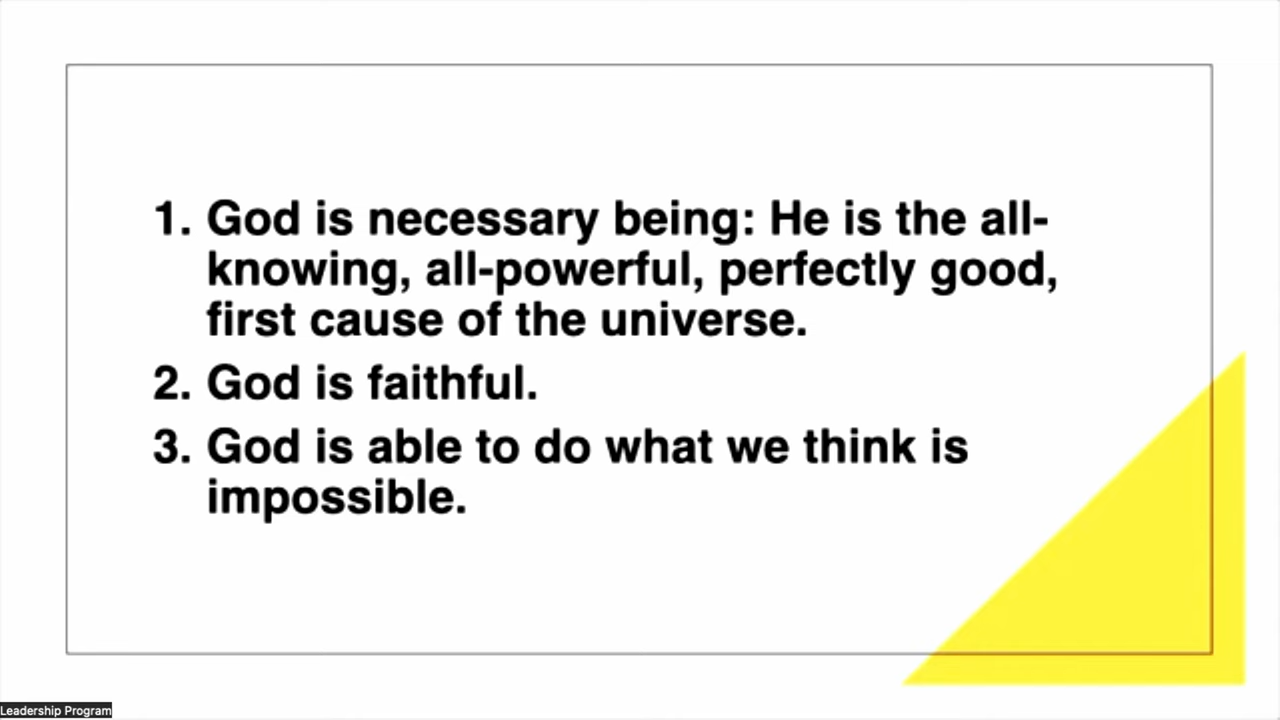 1. God is necessary being: He is the all-
knowing, all-powerful, perfectly good,
first cause of the universe.
2. God is faithful.
3. God is able to do what we think is
impossible.
Leadership Program